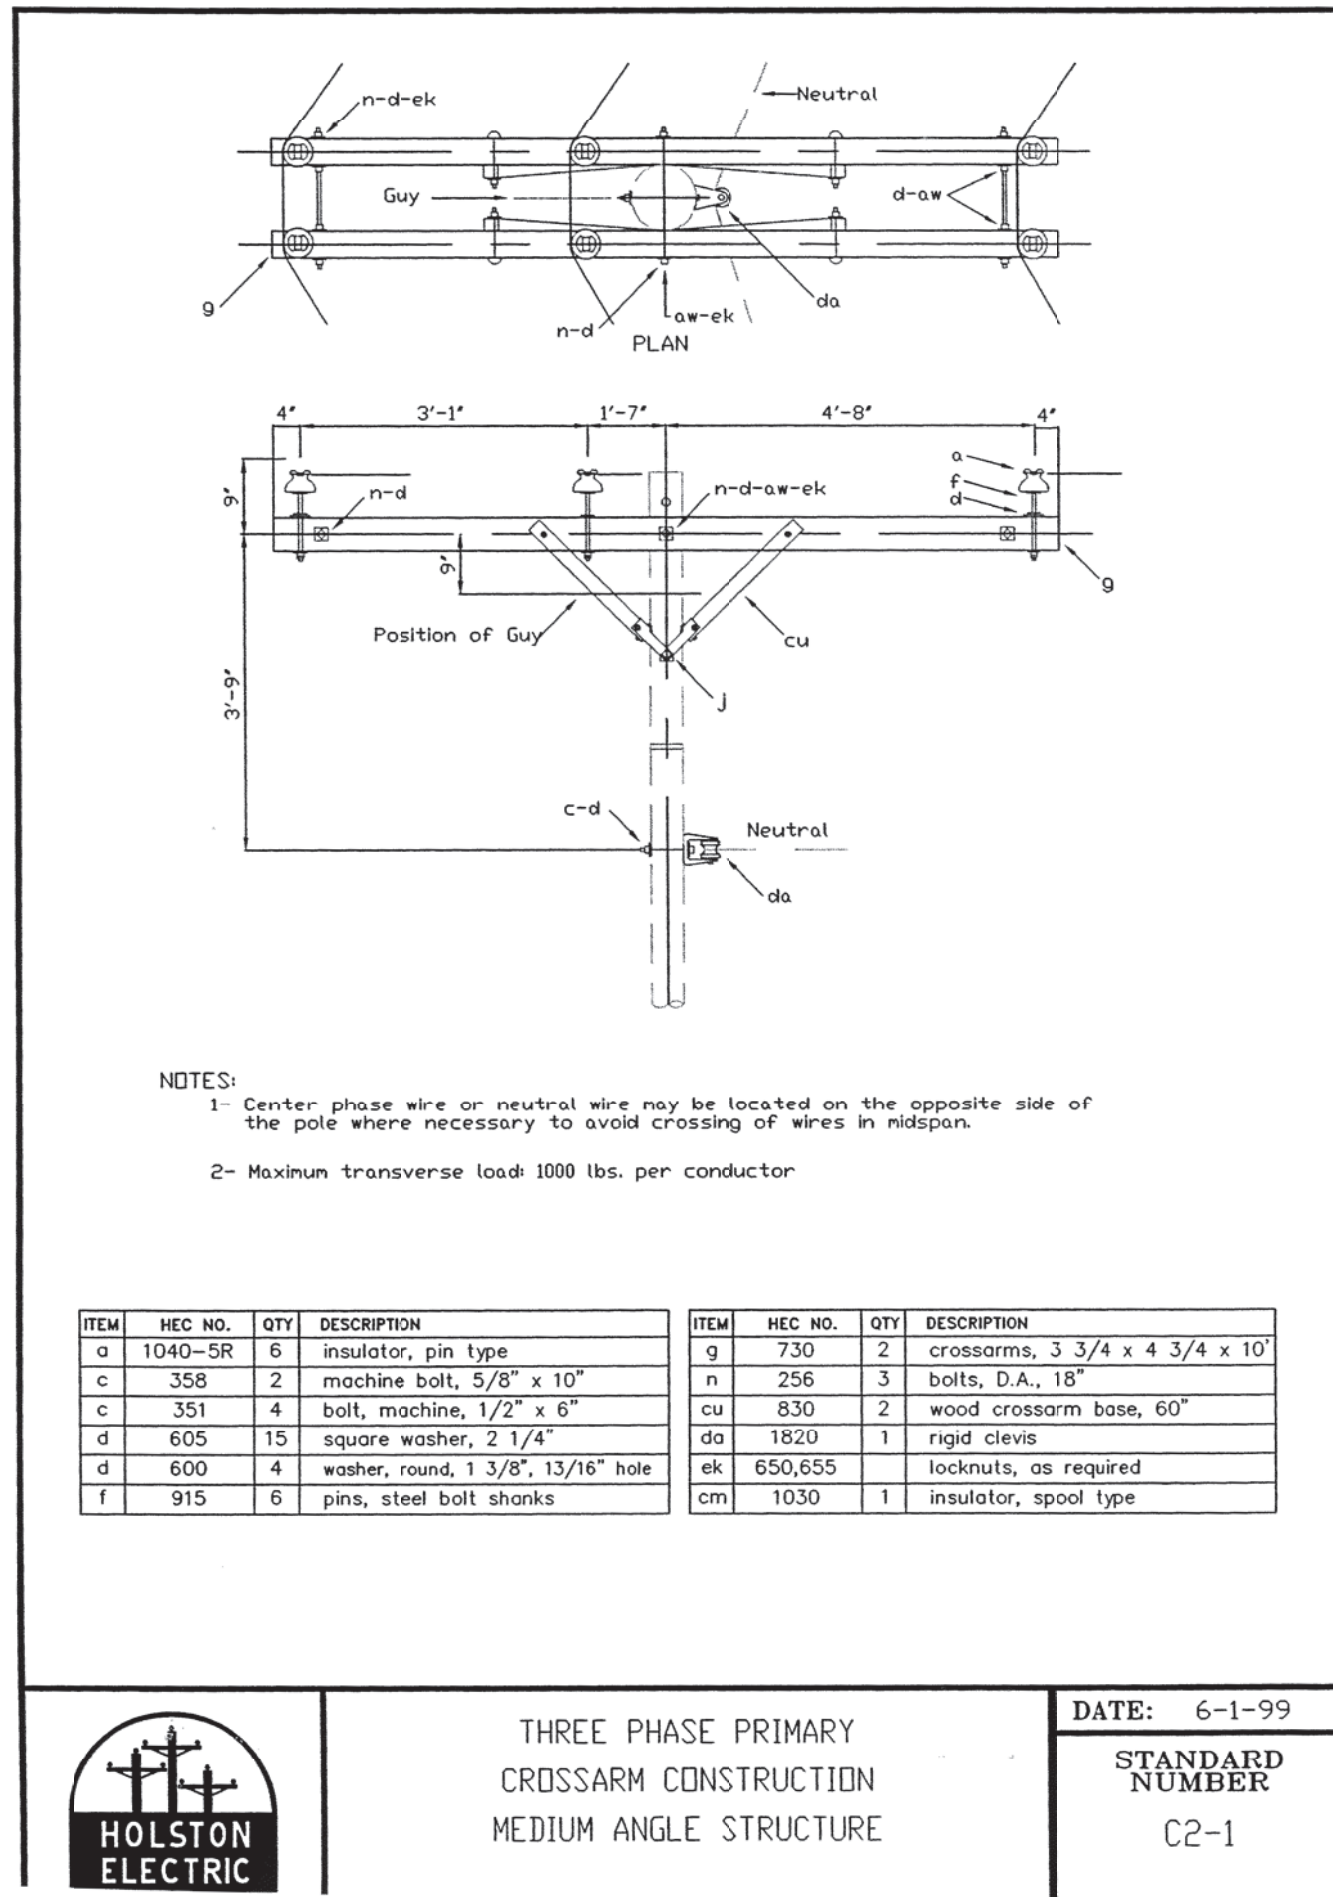 n-d-ek
Neutral
Guy
d-aw
g
n-d
aw-ek
da
PLAN
4" 3'-1" 1'-7" 4'-8" 4"
a
f
d
9"
n-d
n-d-aw-ek
9"
g
Position of Guy
cu
3'-9"
j
c-d
Neutral
da
NOTES:
1- Center phase wire or neutral wire may be located on the opposite side of
the pole where necessary to avoid crossing of wires in midspan.
2- Maximum transverse load: 1000 lbs. per conductor
ITEM HEC NO. QTY DESCRIPTION
a 1040-5R 6 insulator, pin type
c 358 2 machine bolt, 5/8" x 10"
c 351 4 bolt, machine, 1/2" x 6"
d 605 15 square washer, 2 1/4"
d 600 4 washer, round, 1 3/8", 13/16" hole
f 915 6 pins, steel bolt shanks
ITEM HEC NO. QTY DESCRIPTION
g 730 2 crossarms, 3 3/4 x 4 3/4 x 10'
n 256 3 bolts, D.A., 18"
cu 830 2 wood crossarm base, 60"
da 1820 1 rigid clevis
ek 650,655 locknuts, as required
cm 1030 1 insulator, spool type
HOLSTON
ELECTRIC
THREE PHASE PRIMARY
CROSSARM CONSTRUCTION
MEDIUM ANGLE STRUCTURE
DATE: 6-1-99
STANDARD
NUMBER
C2-1